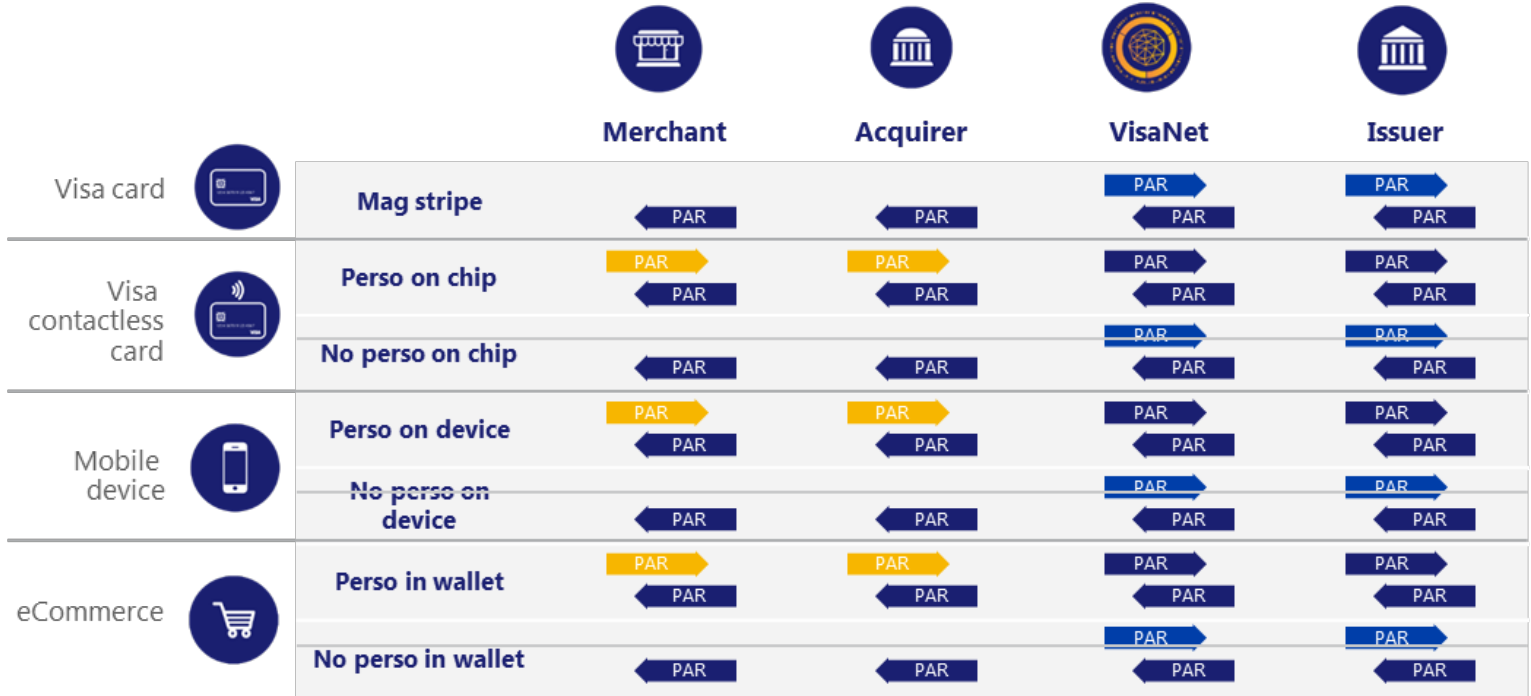 Merchant Acquirer VisaNet Issuer
Visa card
Mag stripe
PAR PAR
PAR PAR PAR PAR
Visa
contactless
card
Perso on chip
PAR PAR PAR PAR
PAR PAR PAR PAR
No perso on chip
PAR PAR
PAR PAR PAR PAR
Mobile
device
Perso on device
PAR PAR PAR PAR
PAR PAR PAR PAR
No perso on
device
PAR PAR
PAR PAR PAR PAR
eCommerce
Perso in wallet
PAR PAR PAR PAR
PAR PAR PAR PAR
No perso in wallet
PAR PAR
PAR PAR PAR PAR